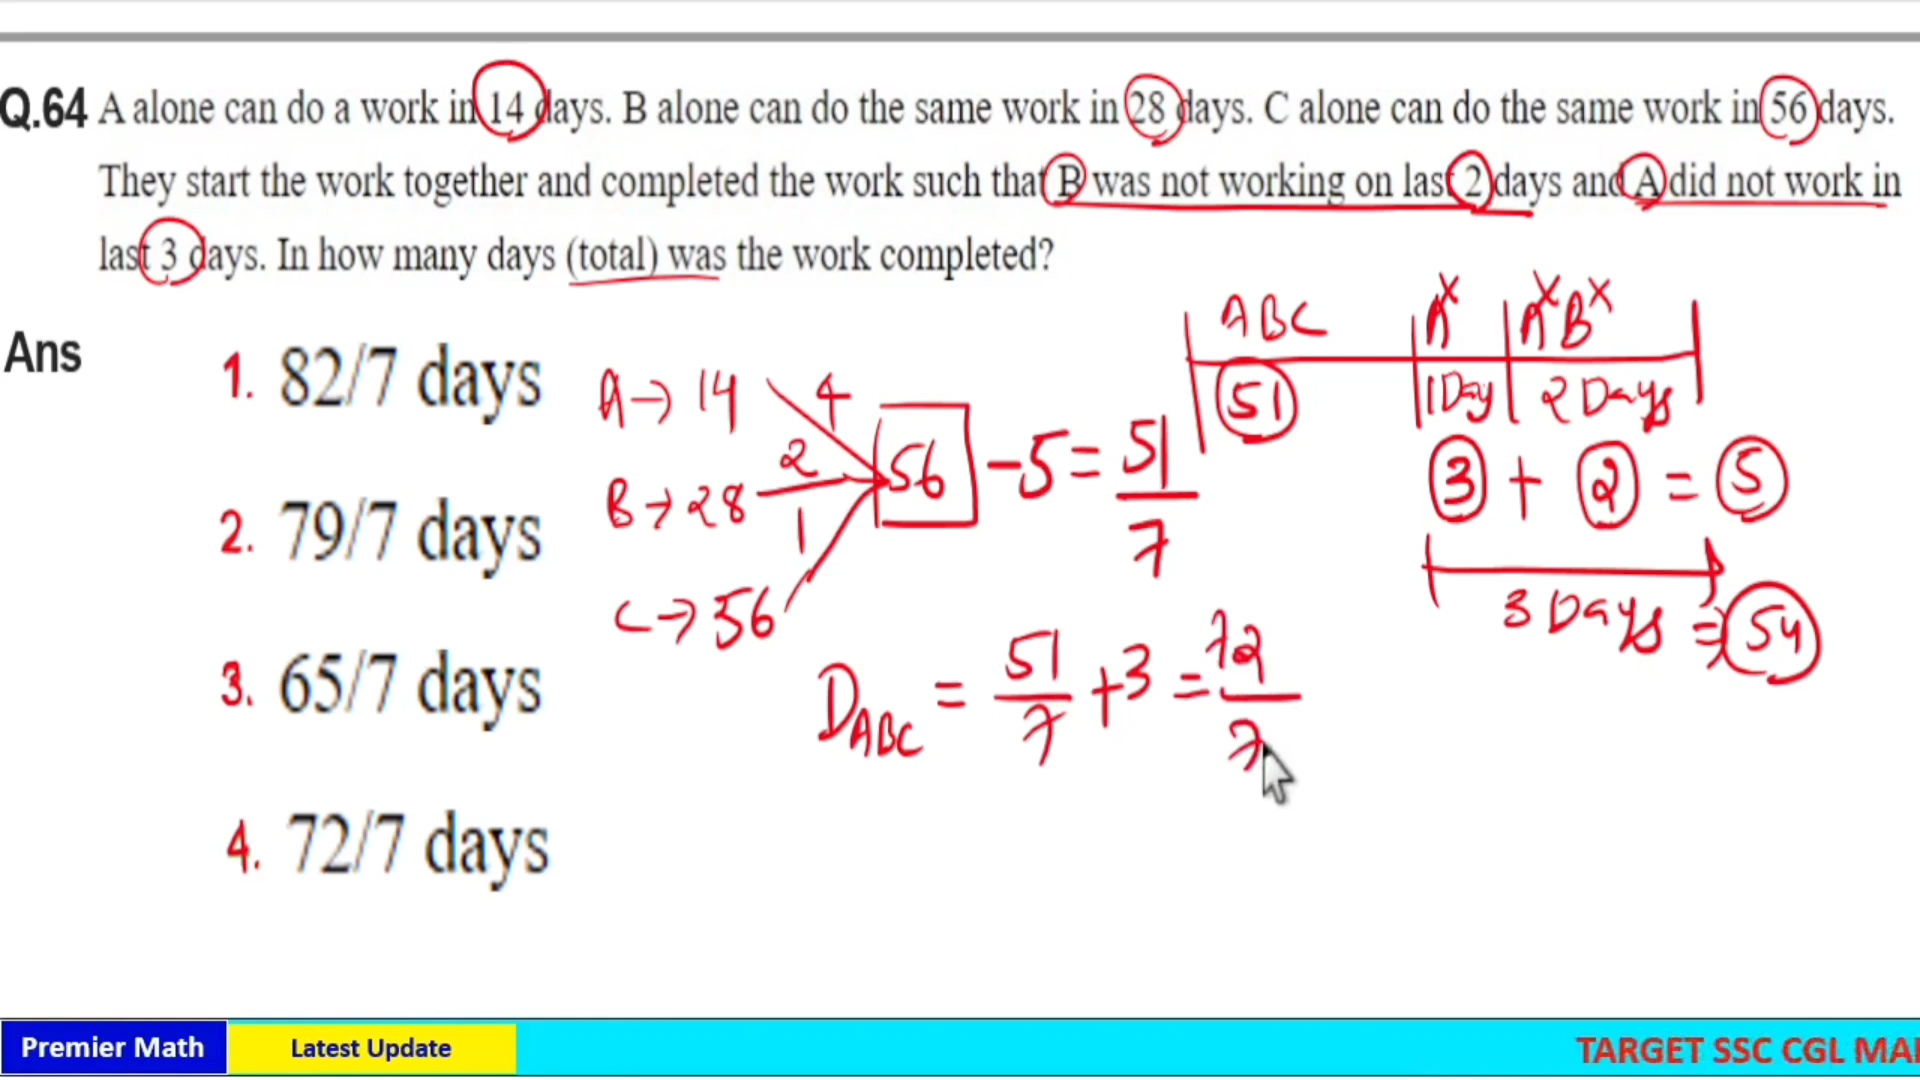 Q.64 A alone can do a work in 14 days. B alone can do the same work in 28 days. C alone can do the same work in 56 days.
They start the work together and completed the work such that B was not working on last 2 days and A did not work in
last 3 days. In how many days (total) was the work completed?
Ans
1. 82/7 days
2. 79/7 days
3. 65/7 days
4. 72/7 days
A→ 14 4
B→28 2
C→56 1
56 -5= 51/7
ABC A× A×B×
51 1Day 2 Days
3 + 2 = 5
3 Days ⇒ 54
DABC = 51/7 +3 = 72/7
Premier Math
Latest Update
TARGET SSC CGL MAI